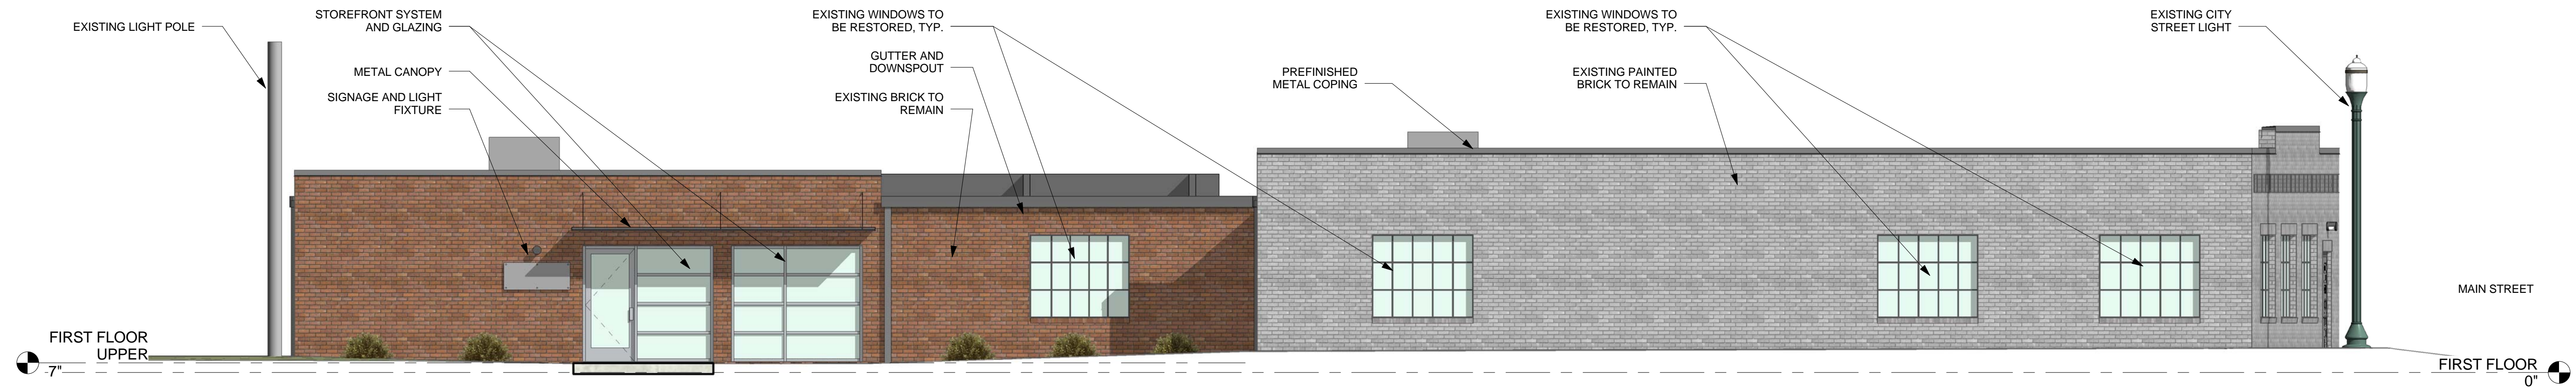 EXISTING LIGHT POLE
STOREFRONT SYSTEM
AND GLAZING
METAL CANOPY
SIGNAGE AND LIGHT
FIXTURE
EXISTING WINDOWS TO
BE RESTORED, TYP.
GUTTER AND
DOWNSPOUT
EXISTING BRICK TO
REMAIN
PREFINISHED
METAL COPING
EXISTING WINDOWS TO
BE RESTORED, TYP.
EXISTING PAINTED
BRICK TO REMAIN
EXISTING CITY
STREET LIGHT
MAIN STREET
FIRST FLOOR
UPPER
-7"
FIRST FLOOR
0"